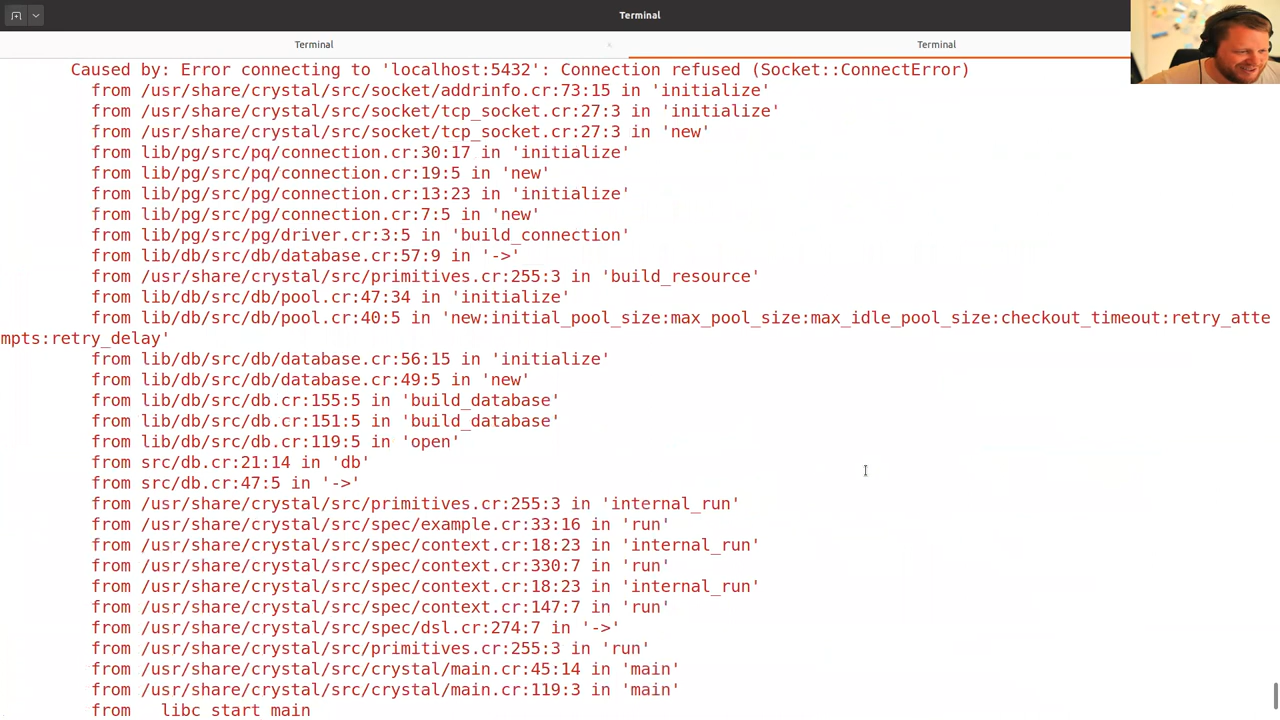 Terminal
Terminal
Terminal
Caused by: Error connecting to 'localhost:5432': Connection refused (Socket::ConnectError)
from /usr/share/crystal/src/socket/addrinfo.cr:73:15 in 'initialize'
from /usr/share/crystal/src/socket/tcp_socket.cr:27:3 in 'initialize'
from /usr/share/crystal/src/socket/tcp_socket.cr:27:3 in 'new'
from lib/pg/src/pq/connection.cr:30:17 in 'initialize'
from lib/pg/src/pq/connection.cr:19:5 in 'new'
from lib/pg/src/pg/connection.cr:13:23 in 'initialize'
from lib/pg/src/pg/connection.cr:7:5 in 'new'
from lib/pg/src/pg/driver.cr:3:5 in 'build_connection'
from lib/db/src/db/database.cr:57:9 in '->'
from /usr/share/crystal/src/primitives.cr:255:3 in 'build_resource'
from lib/db/src/db/pool.cr:47:34 in 'initialize'
from lib/db/src/db/pool.cr:40:5 in 'new:initial_pool_size:max_pool_size:max_idle_pool_size:checkout_timeout:retry_atte
mpts:retry_delay'
from lib/db/src/db/database.cr:56:15 in 'initialize'
from lib/db/src/db/database.cr:49:5 in 'new'
from lib/db/src/db.cr:155:5 in 'build_database'
from lib/db/src/db.cr:151:5 in 'build_database'
from lib/db/src/db.cr:119:5 in 'open'
from src/db.cr:21:14 in 'db'
from src/db.cr:47:5 in '->'
from /usr/share/crystal/src/primitives.cr:255:3 in 'internal_run'
from /usr/share/crystal/src/spec/example.cr:33:16 in 'run'
from /usr/share/crystal/src/spec/context.cr:18:23 in 'internal_run'
from /usr/share/crystal/src/spec/context.cr:330:7 in 'run'
from /usr/share/crystal/src/spec/context.cr:18:23 in 'internal_run'
from /usr/share/crystal/src/spec/context.cr:147:7 in 'run'
from /usr/share/crystal/src/spec/dsl.cr:274:7 in '->'
from /usr/share/crystal/src/primitives.cr:255:3 in 'run'
from /usr/share/crystal/src/crystal/main.cr:45:14 in 'main'
from /usr/share/crystal/src/crystal/main.cr:119:3 in 'main'
from __libc_start_main